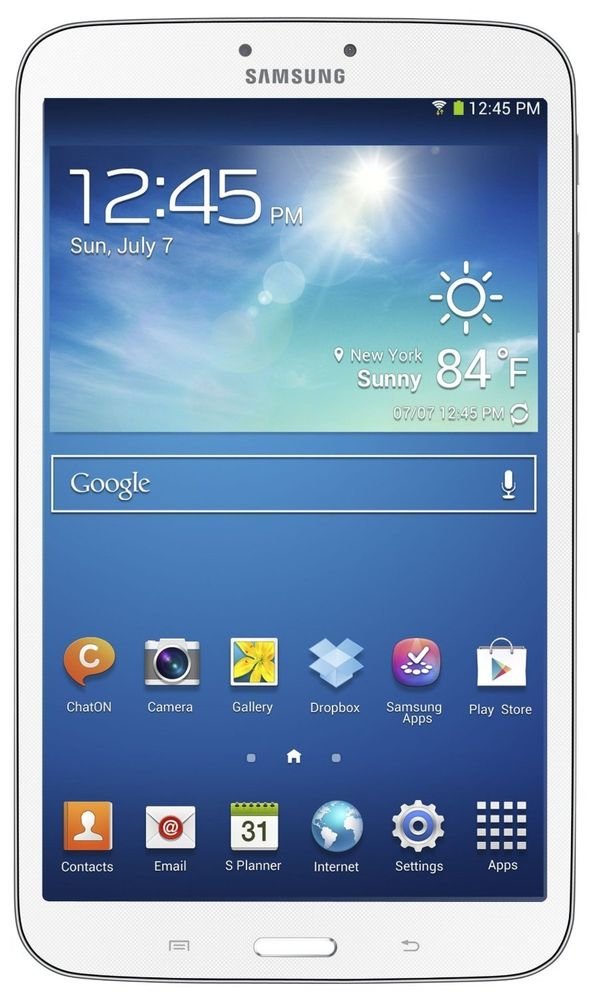 SAMSUNG
12:45 PM
12:45 PM
Sun, July 7
New York
Sunny
84°F
07/07 12:45 PM
Google
C
ChatON
Camera
Gallery
Dropbox
Samsung
Apps
Play Store
@
31
Contacts
Email
S Planner
Internet
Settings
Apps